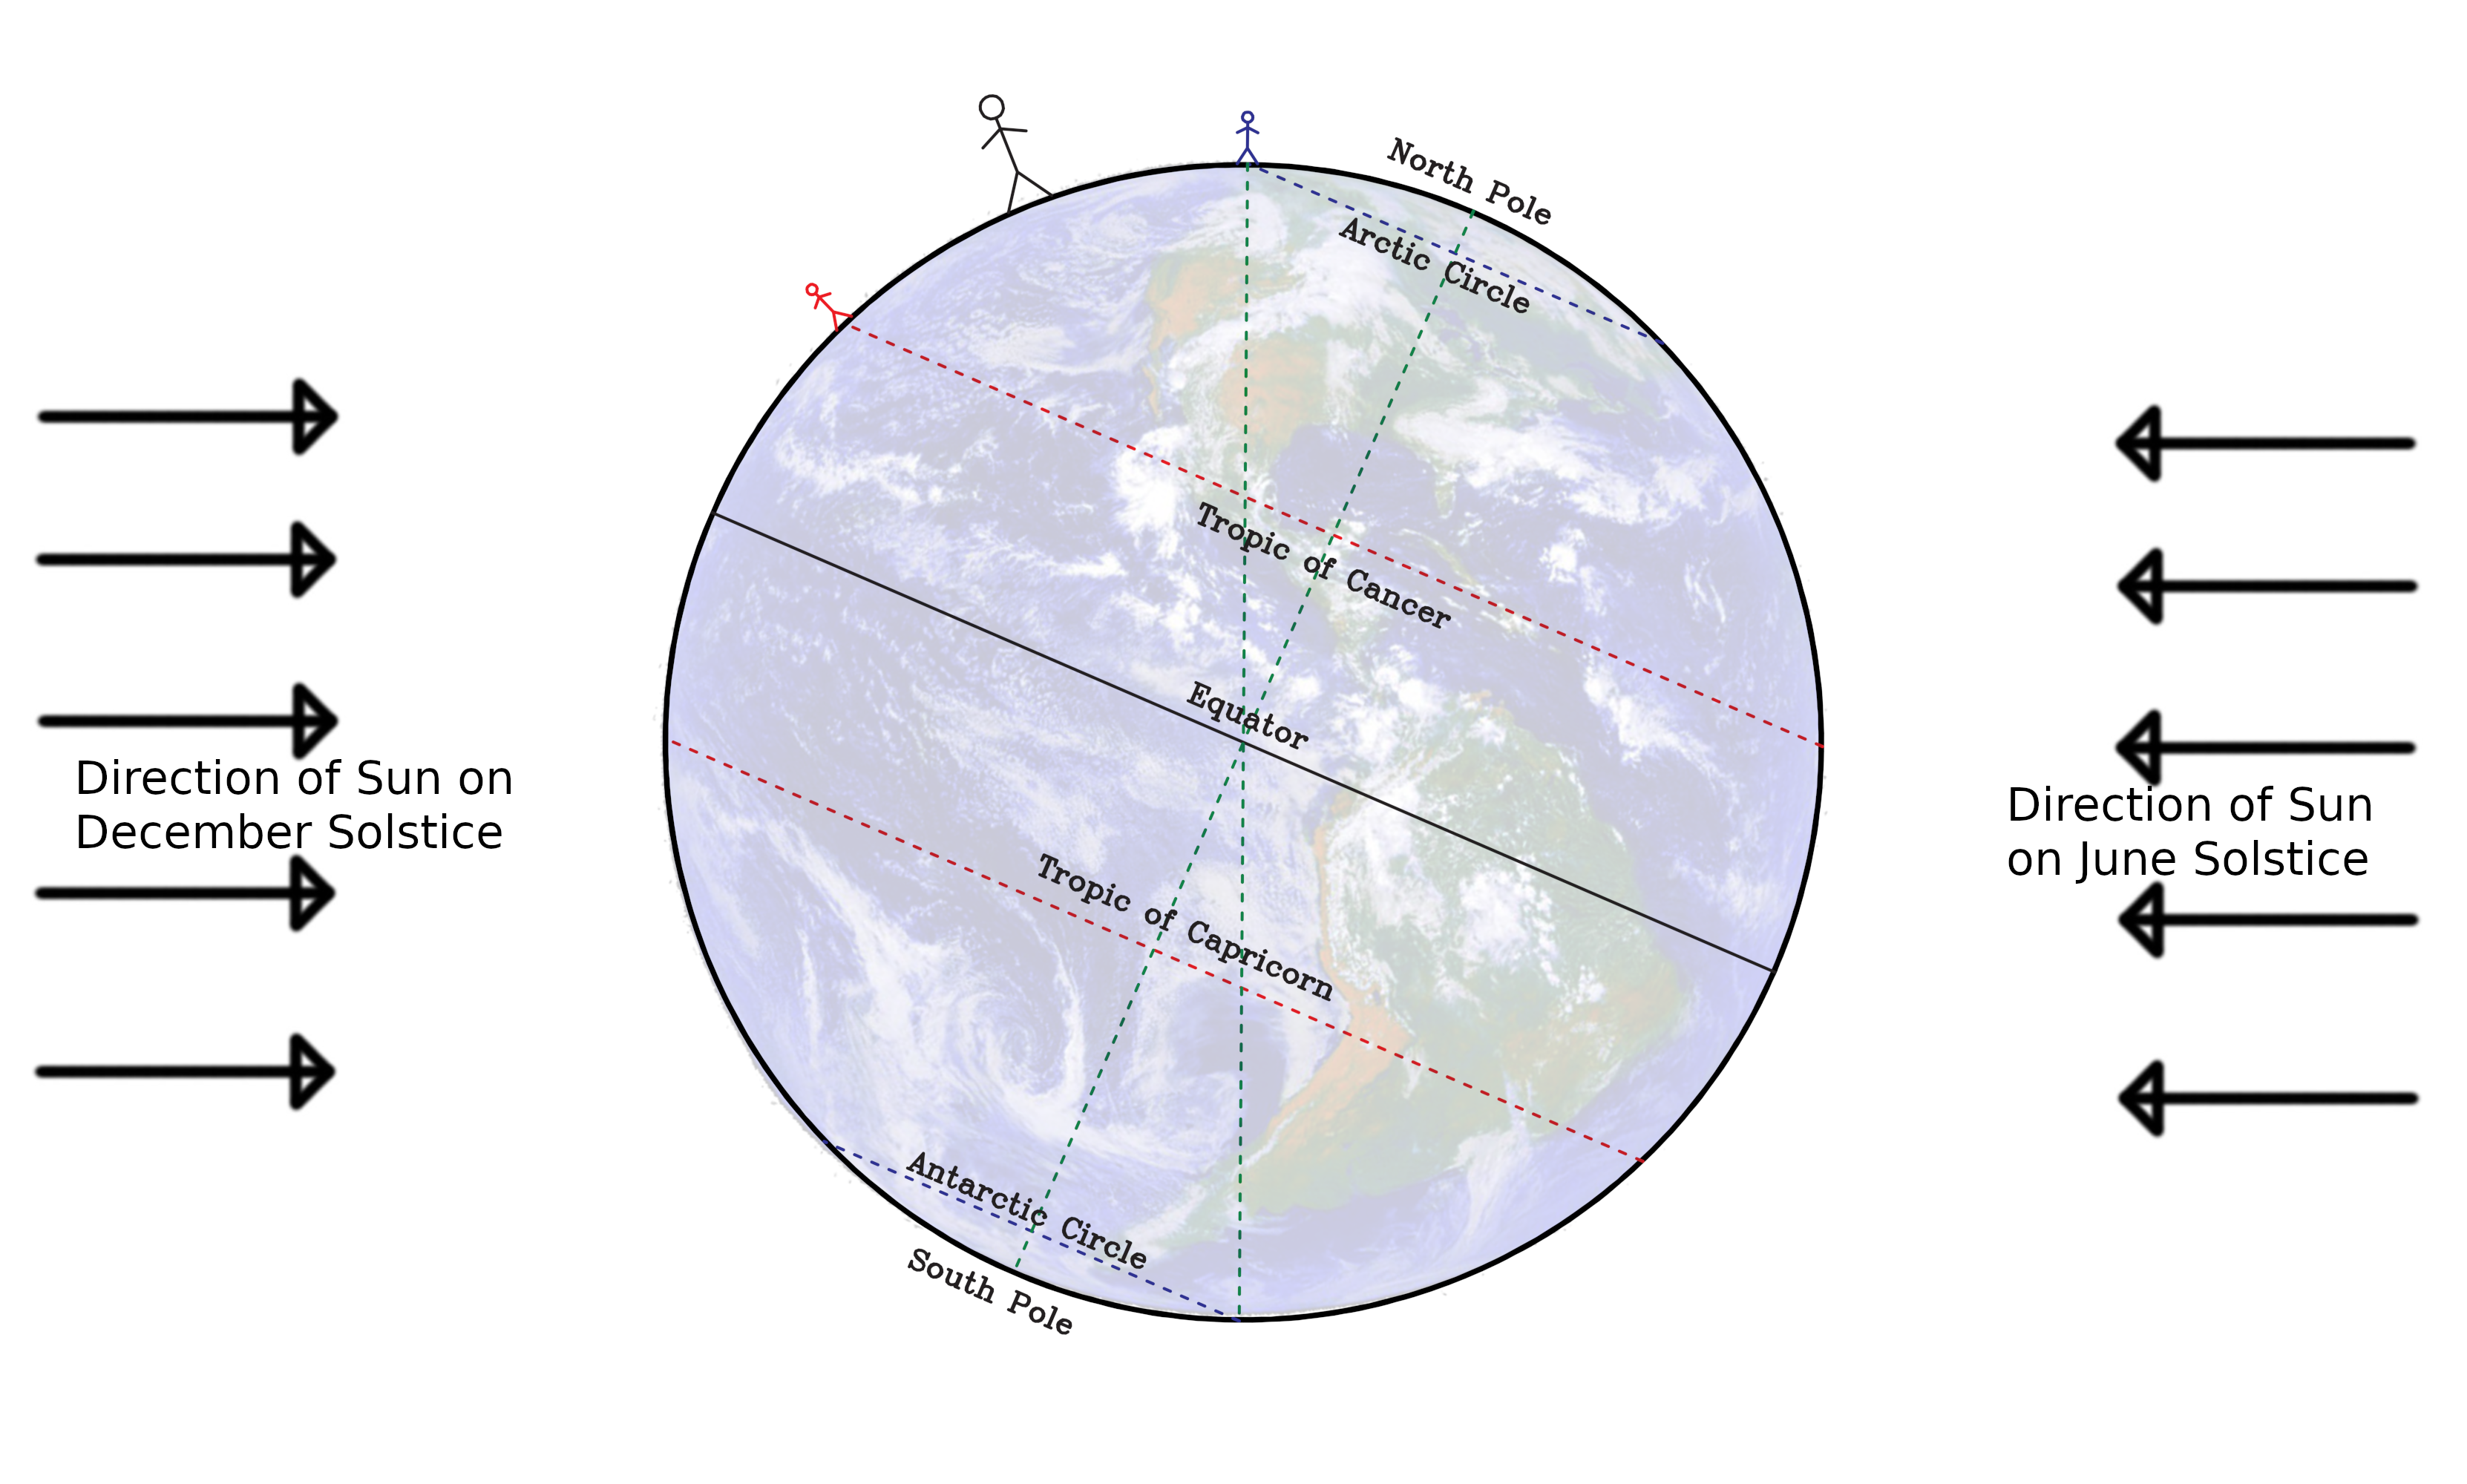 North Pole
Arctic Circle
Tropic of Cancer
Equator
Direction of Sun on
December Solstice
Direction of Sun
on June Solstice
Tropic of Capricorn
Antarctic Circle
South Pole